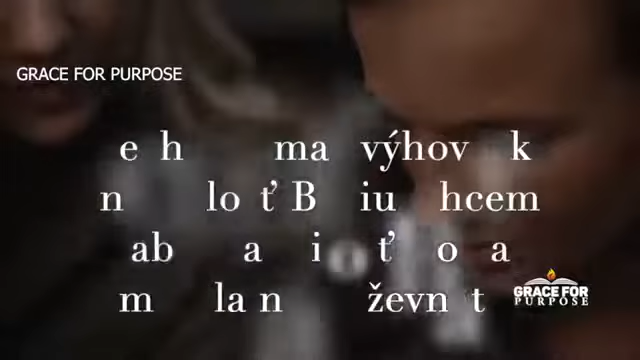 GRACE FOR PURPOSE
e h ma výhov k
n lo ť B iu hcem
ab a i ť o a
m la n ževn t
GRACE FOR
PURPOSE